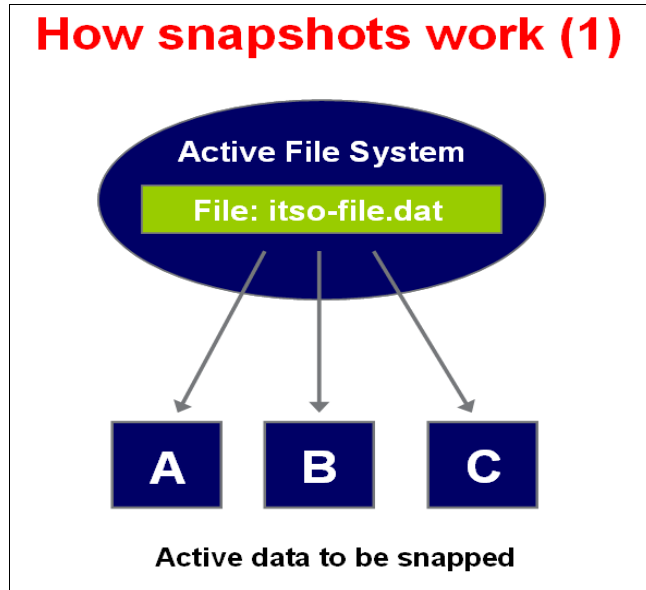 How snapshots work (1)
Active File System
File: itso-file.dat
A B C
Active data to be snapped